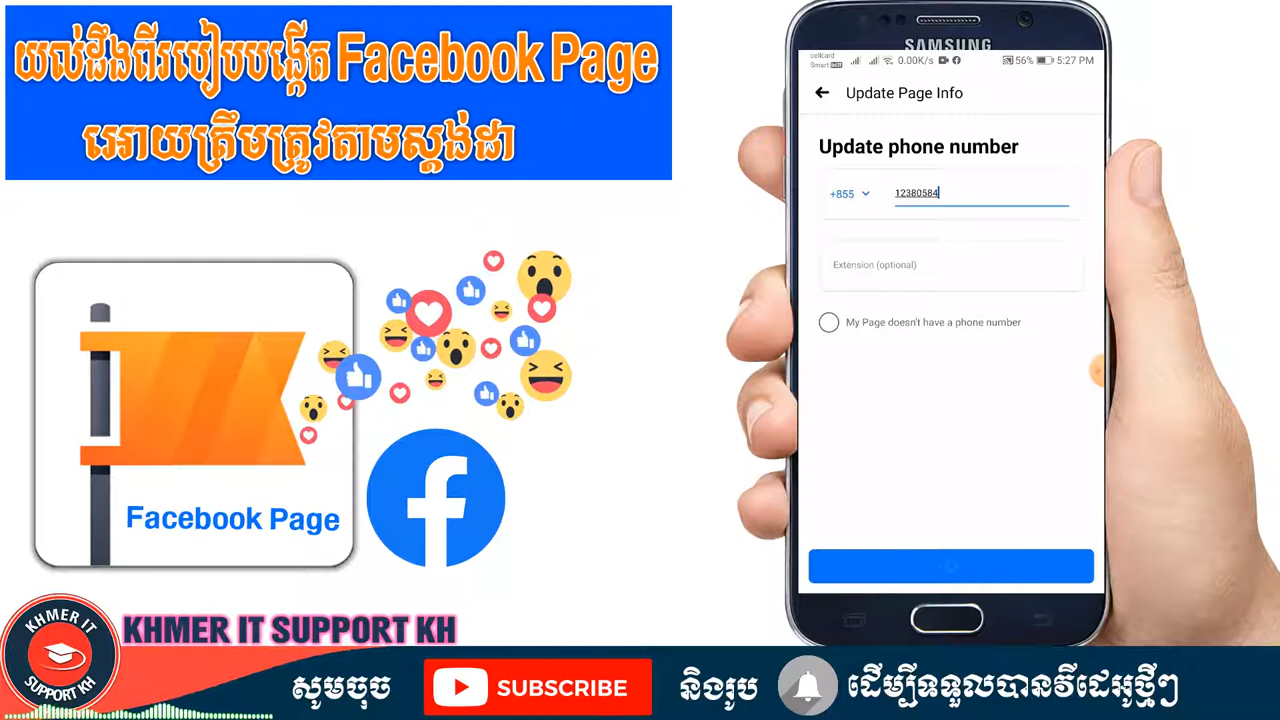 យល់ដឹងពីរបៀបបង្កើត Facebook Page
អោយត្រឹមត្រូវតាមស្តង់ដា
Facebook Page
KHMER IT
SUPPORT KH
KHMER IT SUPPORT KH
សូមចុច
SUBSCRIBE
និងរូប
ដើម្បីទទួលបានវីដេអូថ្មីៗ
SAMSUNG
cellcard
Smart
0.00K/s
56% 5:27 PM
Update Page Info
Update phone number
+855 12380584
Extension (optional)
My Page doesn't have a phone number